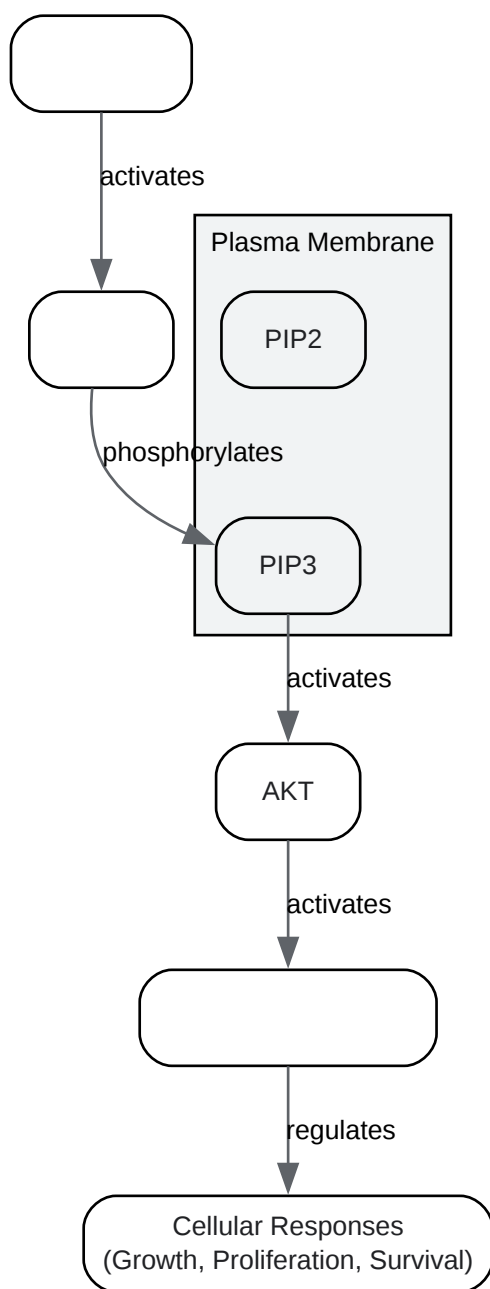 activates
Plasma Membrane
PIP2
phosphorylates
PIP3
activates
AKT
activates
regulates
Cellular Responses
(Growth, Proliferation, Survival)